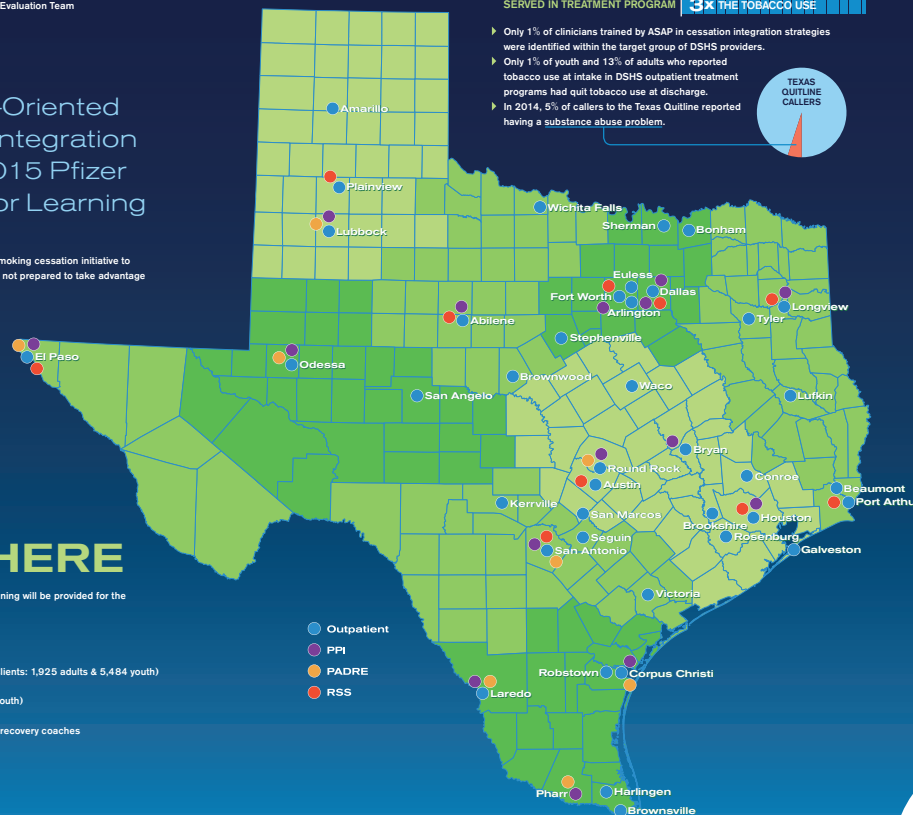 Evaluation Team
-Oriented
ntegration
015 Pfizer
or Learning
moking cessation initiative to
not prepared to take advantage
SERVED IN TREATMENT PROGRAM
3x THE TOBACCO USE
Only 1% of clinicians trained by ASAP in cessation integration strategies
were identified within the target group of DSHS providers.
Only 1% of youth and 13% of adults who reported
tobacco use at intake in DSHS outpatient treatment
programs had quit tobacco use at discharge.
In 2014, 5% of callers to the Texas Quitline reported
having a substance abuse problem.
TEXAS
QUITLINE
CALLERS
Amarillo
Plainview
Lubbock
Wichita Falls
Sherman
Bonham
Euless
Fort Worth
Dallas
Arlington
Longview
Tyler
Abilene
Stephenville
El Paso
Odessa
Brownwood
Waco
San Angelo
Lufkin
Bryan
Round Rock
Austin
Conroe
Beaumont
Port Arthu
Kerrville
San Marcos
Brookshire
Houston
Seguin
Rosenburg
San Antonio
Galveston
Victoria
HERE
ning will be provided for the
lients: 1,925 adults & 5,484 youth)
outh)
recovery coaches
Outpatient
PPI
PADRE
RSS
Robstown
Corpus Christi
Laredo
Pharr
Harlingen
Brownsville